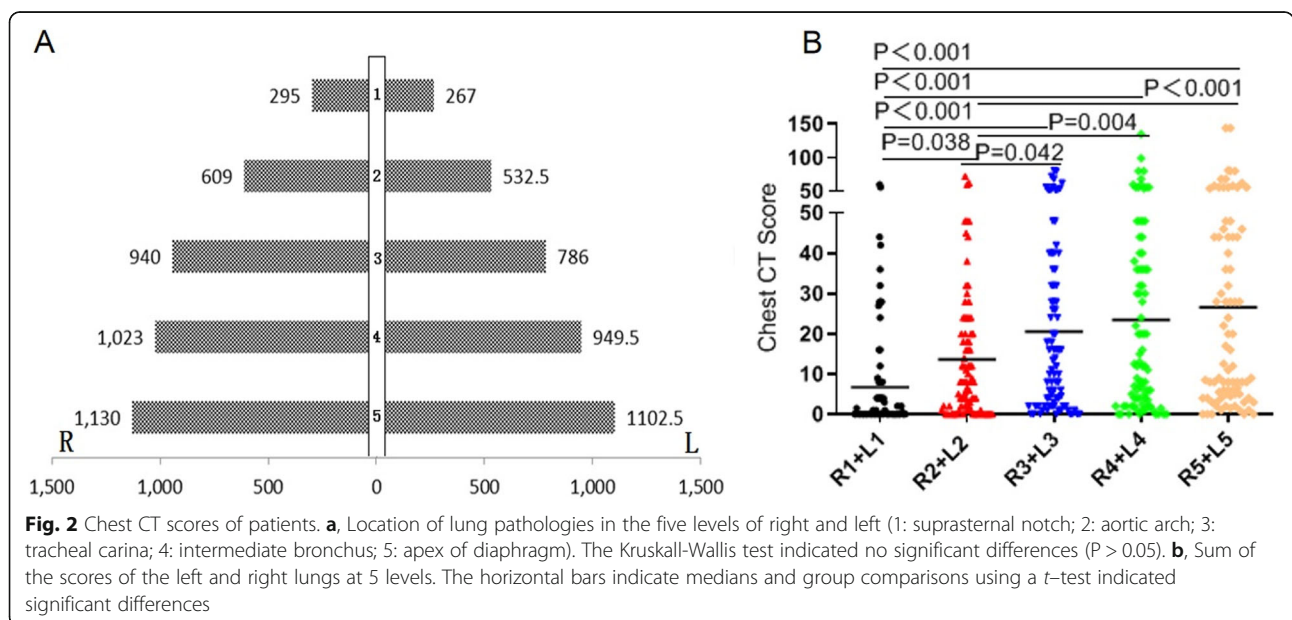 A
295 1 267
609 2 532.5
940 3 786
1,023 4 949.5
1,130 5 1102.5
R L
1,500 1,000 500 0 500 1,000 1,500
B
P<0.001
P<0.001
P<0.001
P<0.001
P=0.004
P=0.038
P=0.042
Chest CT Score
150
100
50
50
40
30
20
10
0
R1+L1 R2+L2 R3+L3 R4+L4 R5+L5
Fig. 2 Chest CT scores of patients. a, Location of lung pathologies in the five levels of right and left (1: suprasternal notch; 2: aortic arch; 3:
tracheal carina; 4: intermediate bronchus; 5: apex of diaphragm). The Kruskall-Wallis test indicated no significant differences (P > 0.05). b, Sum of
the scores of the left and right lungs at 5 levels. The horizontal bars indicate medians and group comparisons using a t–test indicated
significant differences